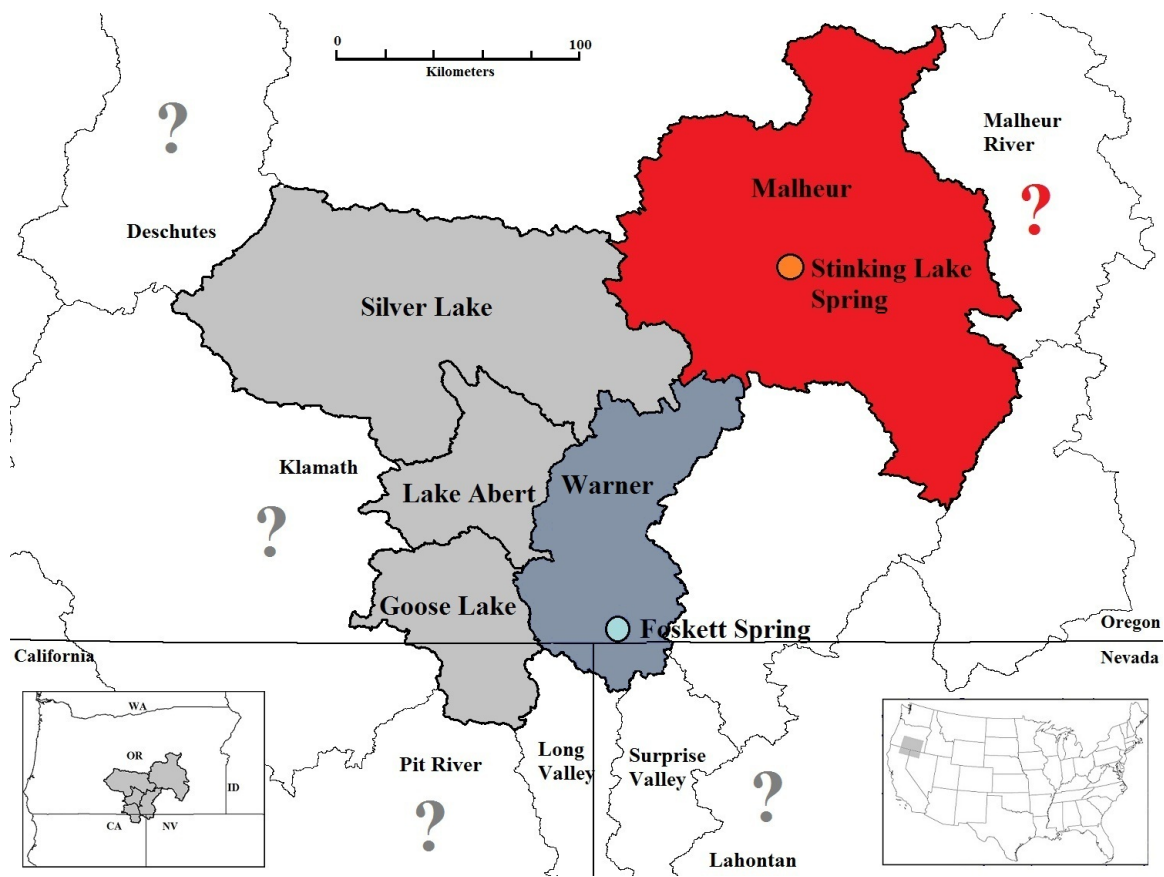 0 100
Kilometers
?
Malheur
River
Malheur
?
Deschutes
Stinking Lake
Spring
Silver Lake
Klamath
Lake Abert
Warner
?
Goose Lake
Foskett Spring
Oregon
California
Nevada
WA
OR
ID
CA
NV
Pit River
Long
Valley
Surprise
Valley
?
?
Lahontan